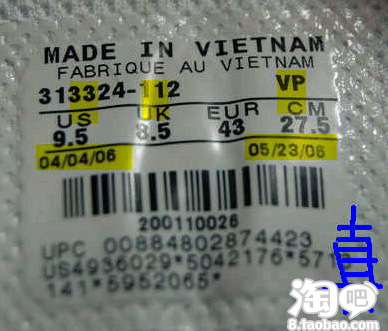 MADE IN VIETNAM
FABRIQUE AU VIETNAM
313324-112 VP
US UK EUR CM
9.5 8.5 43 27.5
04/04/06 05/23/06
200110026
UPC 00884802874423
US4936029*5042176*571
141*5952065*
真
淘吧
8.taobao.com